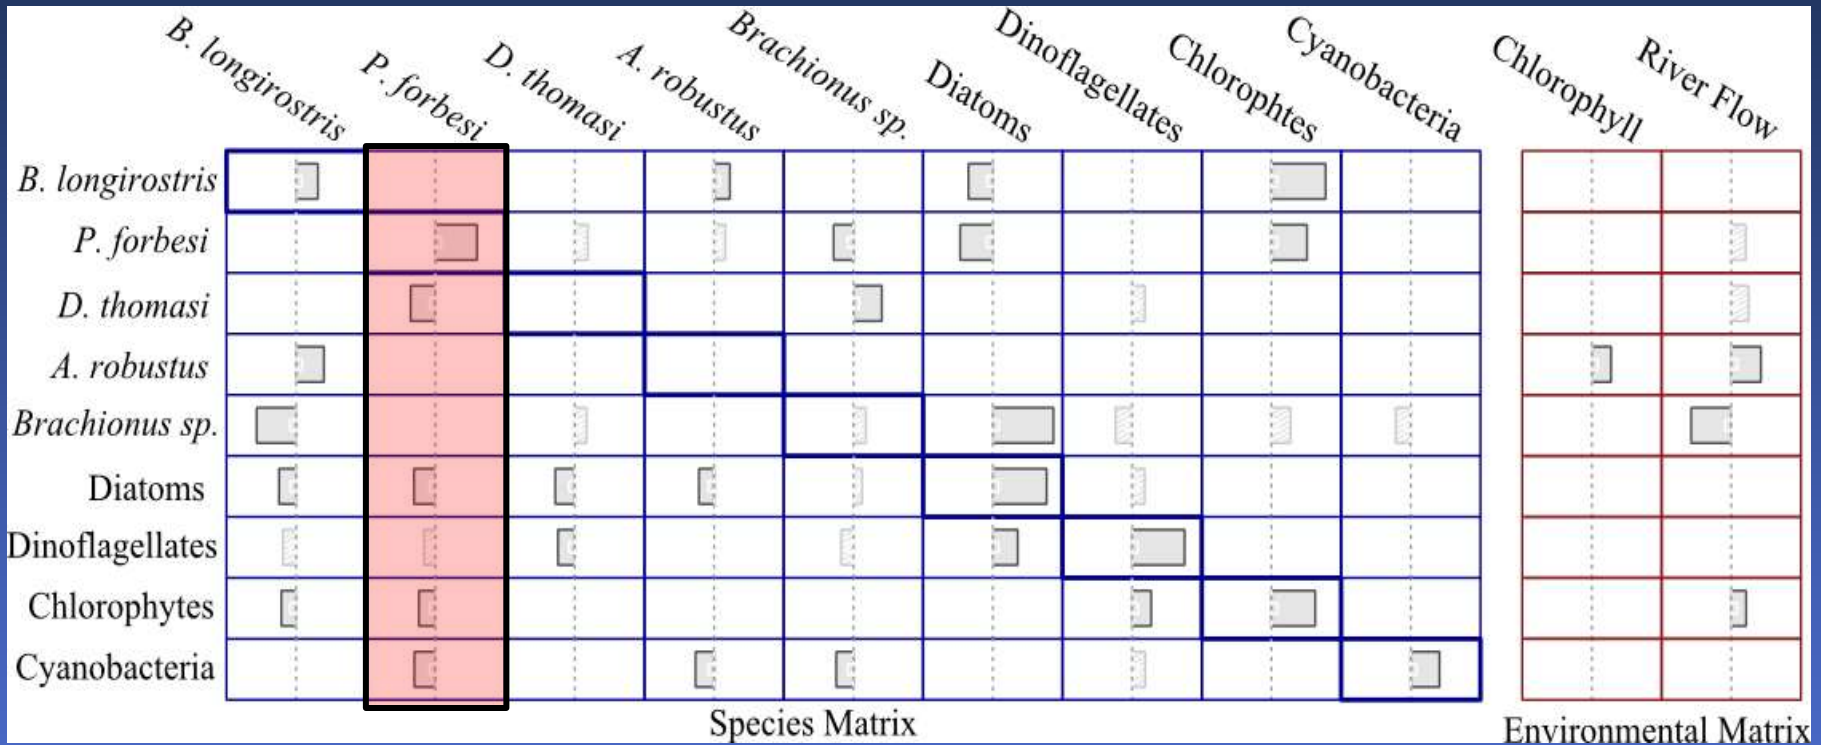 B. longirostris
P. forbesi
D. thomasi
A. robustus
Brachionus sp.
Diatoms
Dinoflagellates
Chlorophtes
Cyanobacteria
Chlorophyll
River Flow
B. longirostris
P. forbesi
D. thomasi
A. robustus
Brachionus sp.
Diatoms
Dinoflagellates
Chlorophytes
Cyanobacteria
Species Matrix
Environmental Matrix